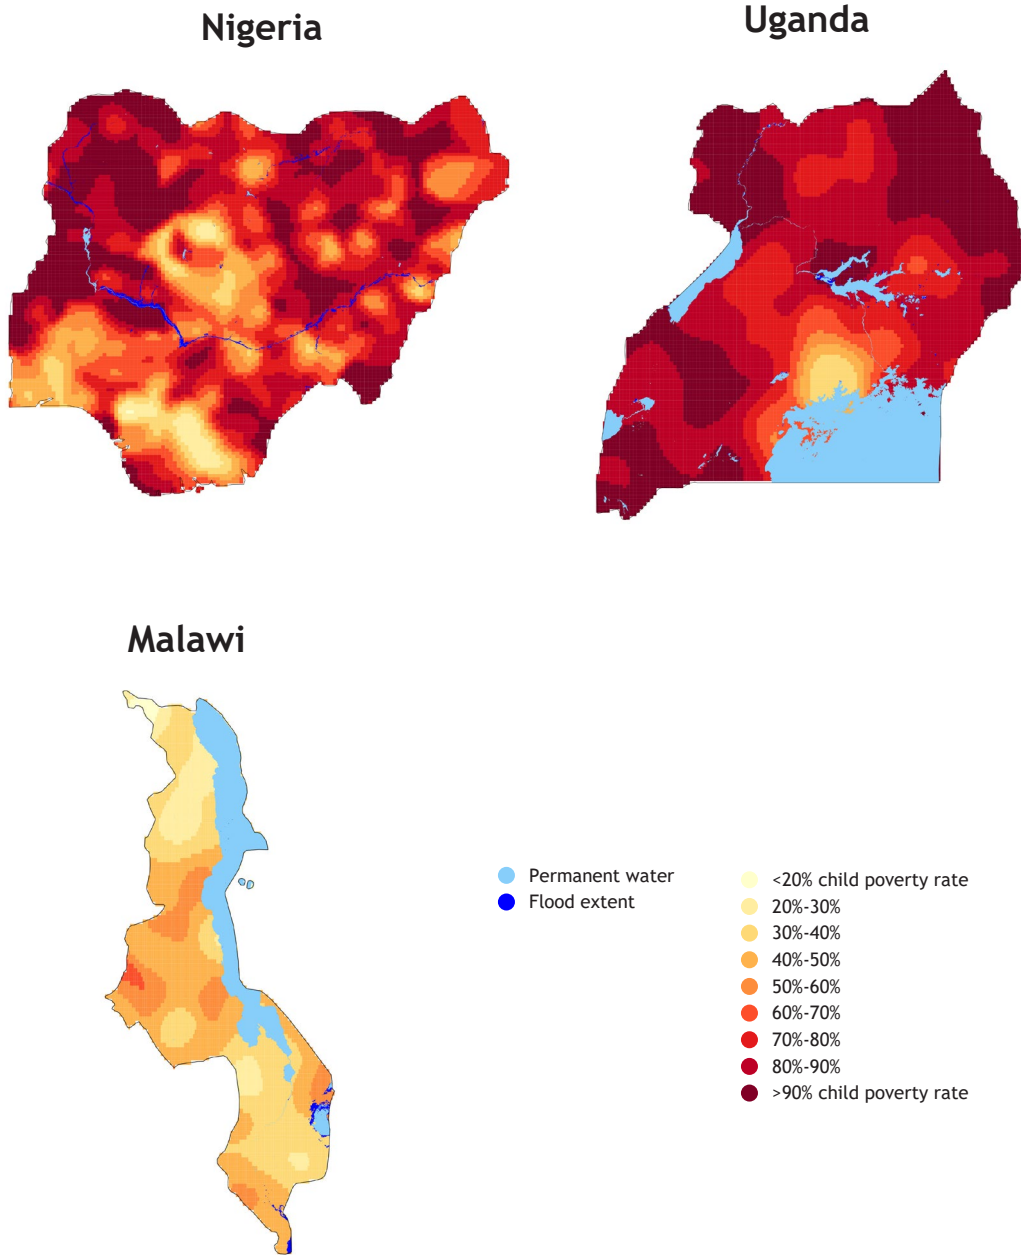 Nigeria
Uganda
Malawi
Permanent water
Flood extent
<20% child poverty rate
20%-30%
30%-40%
40%-50%
50%-60%
60%-70%
70%-80%
80%-90%
>90% child poverty rate